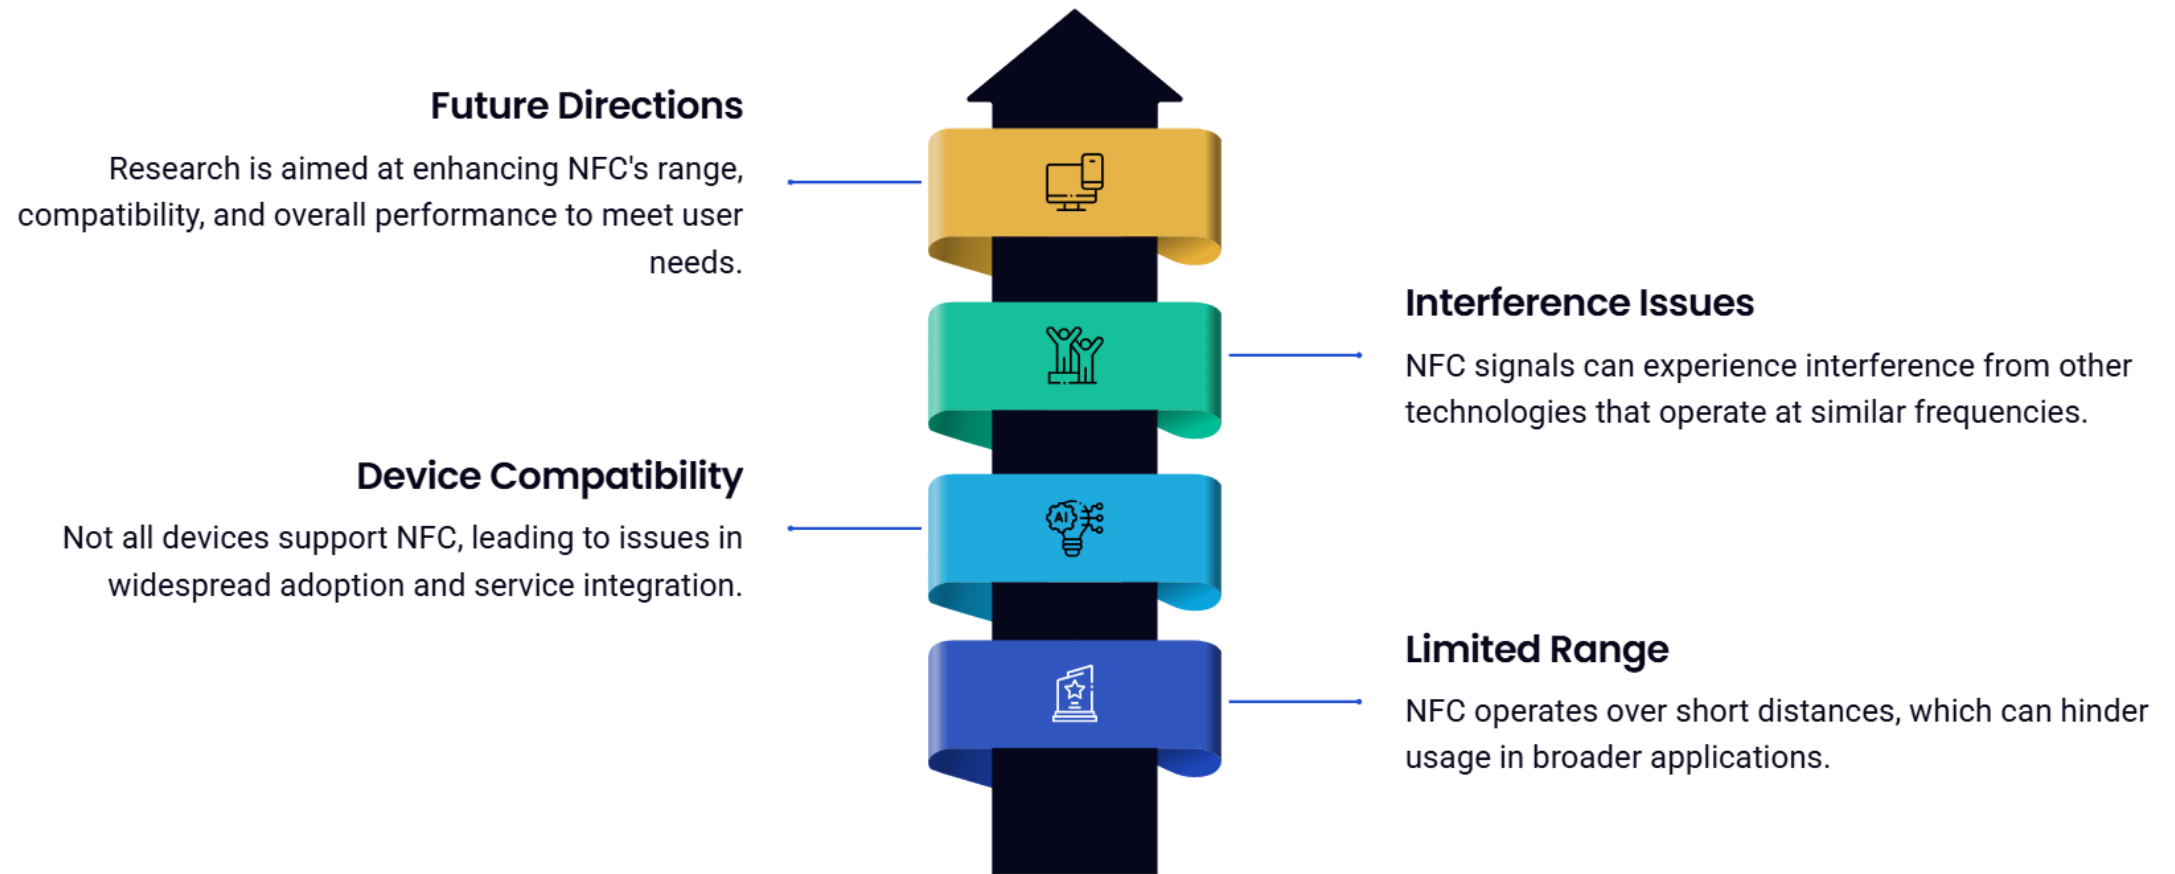 Future Directions
Research is aimed at enhancing NFC's range,
compatibility, and overall performance to meet user
needs.
Interference Issues
NFC signals can experience interference from other
technologies that operate at similar frequencies.
Device Compatibility
Not all devices support NFC, leading to issues in
widespread adoption and service integration.
AI
Limited Range
NFC operates over short distances, which can hinder
usage in broader applications.